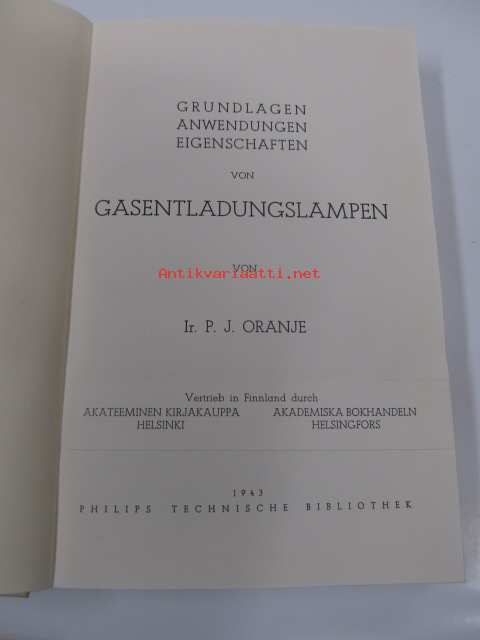 GRUNDLAGEN
ANWENDUNGEN
EIGENSCHAFTEN
VON
GASENTLADUNGSLAMPEN
Antikvariaatti.net
VON
Ir. P. J. ORANJE
Vertrieb in Finnland durch
AKATEEMINEN KIRJAKAUPPA AKADEMISKA BOKHANDELN
HELSINKI HELSINGFORS
1943
PHILIPS TECHNISCHE BIBLIOTHEK